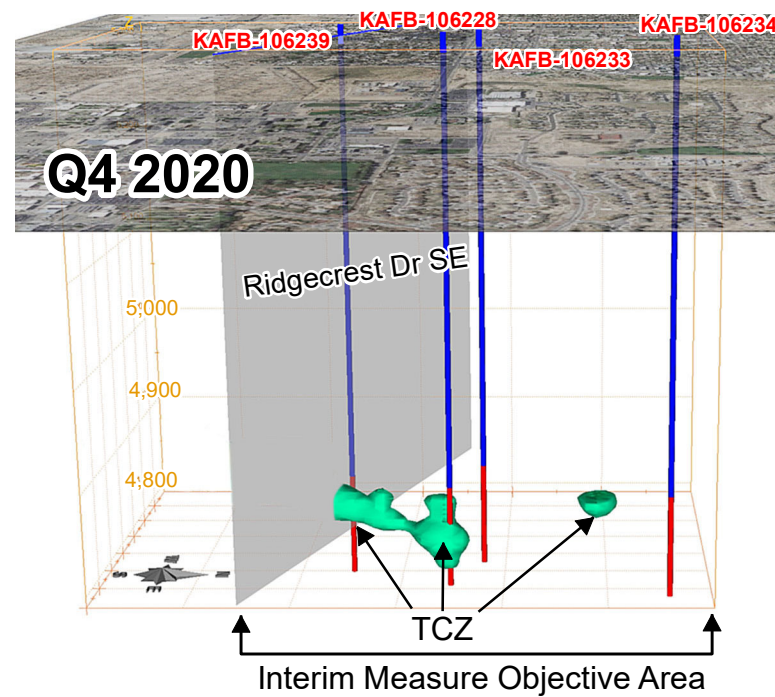 Z
KAFB-106239
KAFB-106228
KAFB-106233
KAFB-106234
Q4 2020
Ridgecrest Dr SE
5,000
4,900
4,800
S
E
TCZ
Interim Measure Objective Area